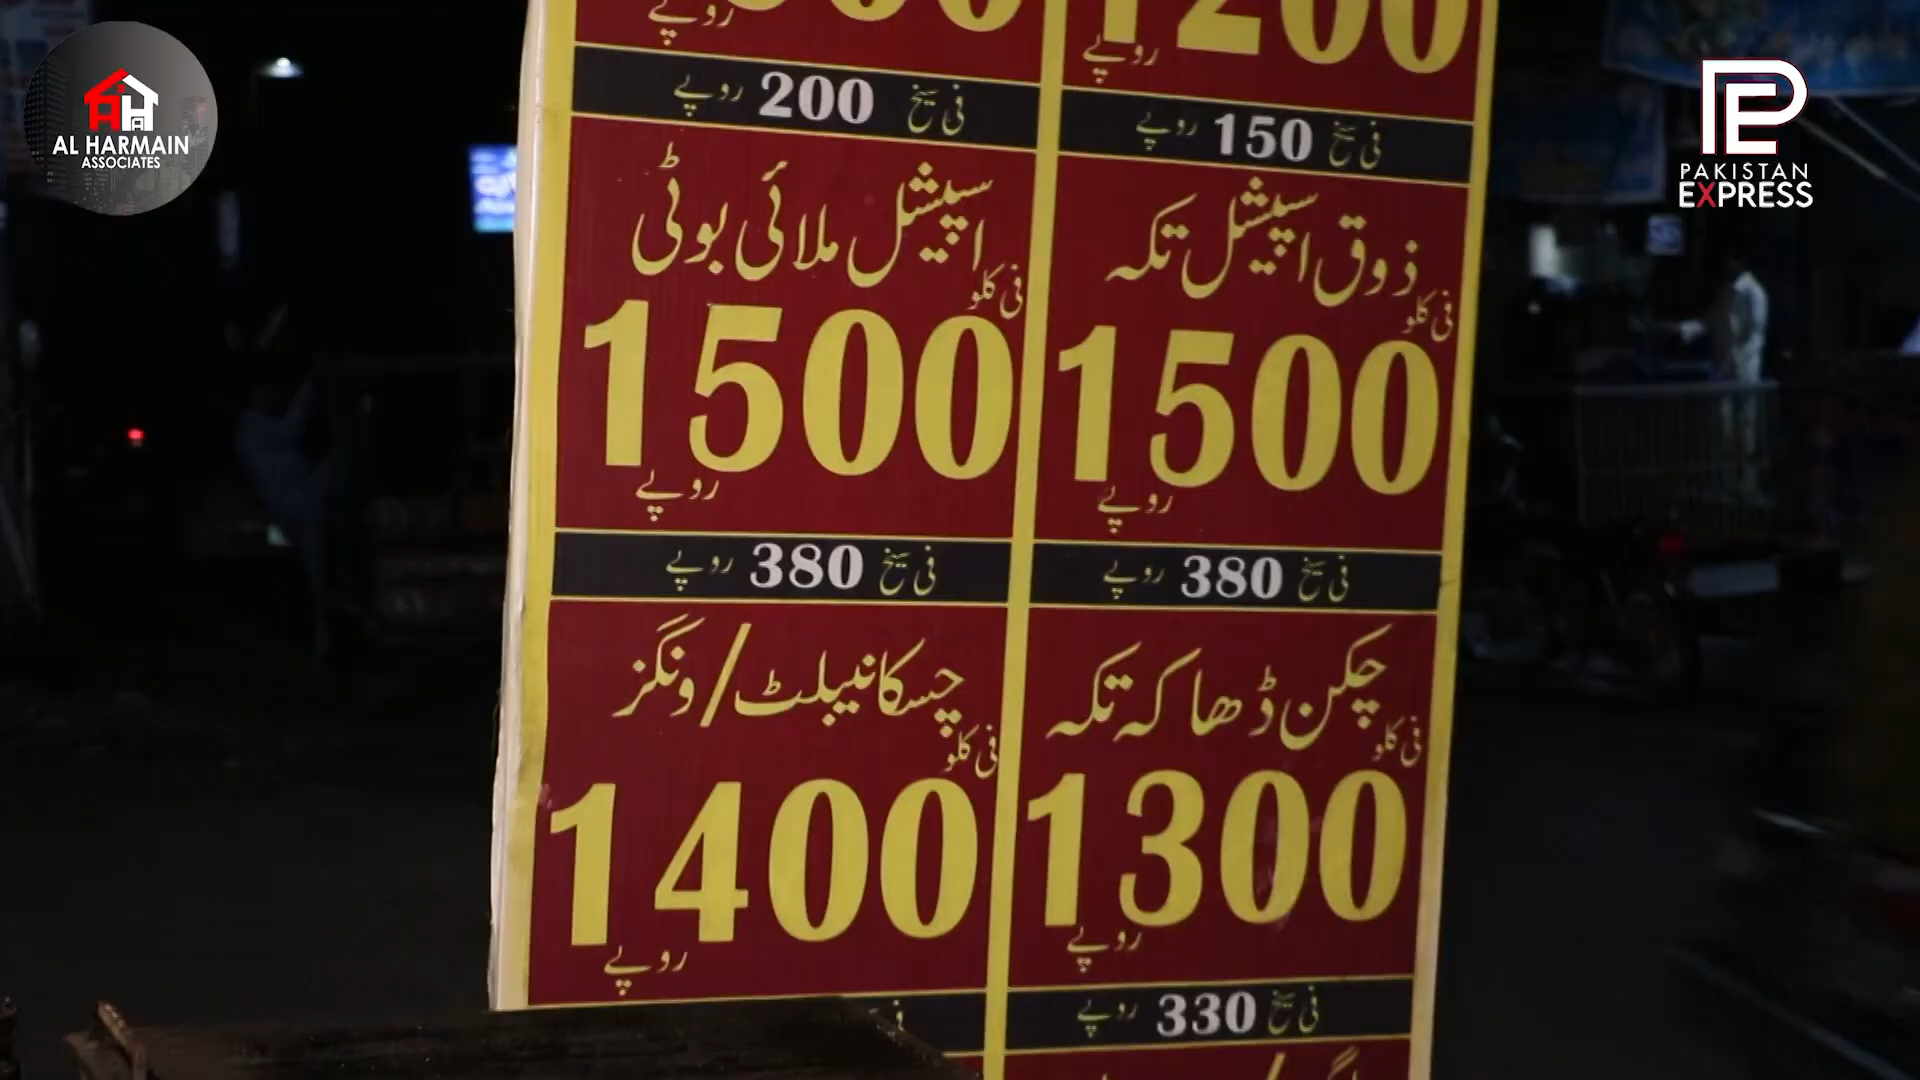 AL HARMAIN
ASSOCIATES
PAKISTAN
EXPRESS
1200
روپے
روپے
فی سیخ 150 روپے
فی سیخ 200 روپے
ذوق اسپیشل تکہ
فی کلو
1500
روپے
فی سیخ 380 روپے
اسپیشل ملائی بوٹی
فی کلو
1500
روپے
فی سیخ 380 روپے
چکن ڈھاکہ تکہ
فی کلو
1300
روپے
فی سیخ 330 روپے
چسکا نیبلٹ/ونگز
فی کلو
1400
روپے
فی